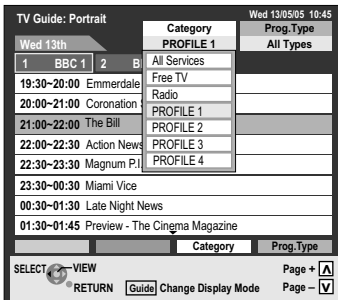 TV Guide: Portrait
Wed 13/05/05 10:45
Category
Prog.Type
Wed 13th
PROFILE 1
All Types
1 BBC 1 2 B
All Services
Free TV
Radio
PROFILE 1
PROFILE 2
PROFILE 3
PROFILE 4
19:30~20:00 Emmerdale
20:00~21:00 Coronation
21:00~22:00 The Bill
22:00~22:30 Action News
22:30~23:30 Magnum P.I.
23:30~00:30 Miami Vice
00:30~01:30 Late Night News
01:30~01:45 Preview - The Cinema Magazine
Category Prog.Type
SELECT VIEW Page + Λ
RETURN Guide Change Display Mode Page – V